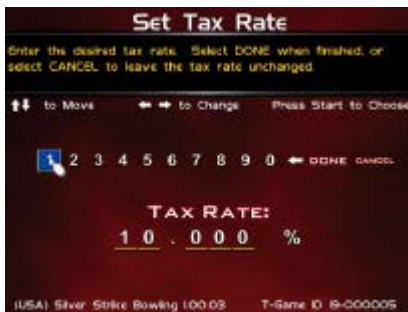 Set Tax Rate
Enter the desired tax rate. Select DONE when finished, or
select CANCEL to leave the tax rate unchanged.
to Move to Change Press Start to Choose
1 2 3 4 5 6 7 8 9 0 DONE CANCEL
TAX RATE:
10.000 %
(USA) Silver Strike Bowling 1.00.03 T-Game ID 19-000005